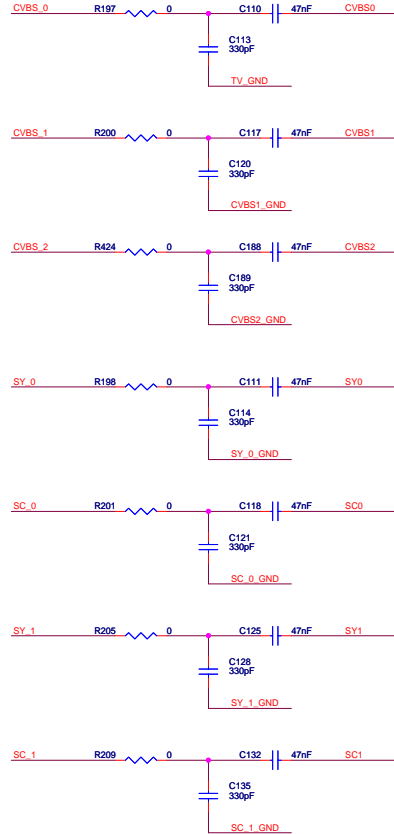 CVBS_0 R197 0 C110 47nF CVBS0
C113
330pF
TV_GND
CVBS_1 R200 0 C117 47nF CVBS1
C120
330pF
CVBS1_GND
CVBS_2 R424 0 C188 47nF CVBS2
C189
330pF
CVBS2_GND
SY_0 R198 0 C111 47nF SY0
C114
330pF
SY_0_GND
SC_0 R201 0 C118 47nF SC0
C121
330pF
SC_0_GND
SY_1 R205 0 C125 47nF SY1
C128
330pF
SY_1_GND
SC_1 R209 0 C132 47nF SC1
C135
330pF
SC_1_GND